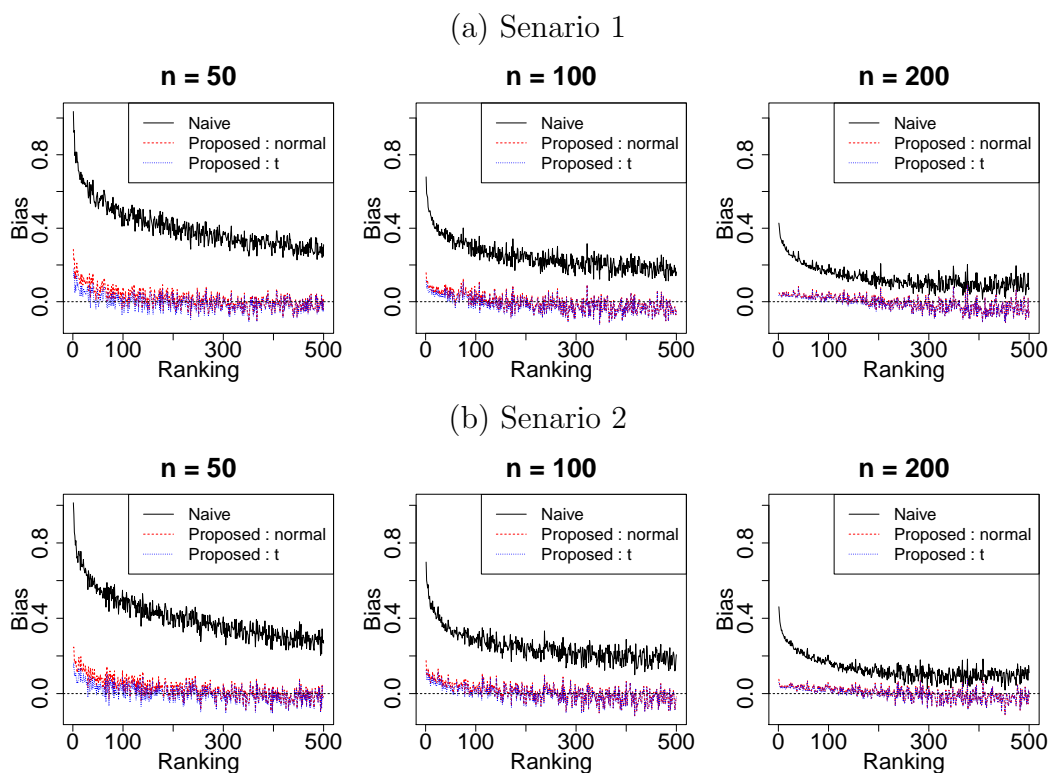 (a) Senario 1
n = 50
Naive
Proposed : normal
Proposed : t
Bias
0.0 0.4 0.8
0 100 300 500
Ranking
n = 100
Naive
Proposed : normal
Proposed : t
Bias
0.0 0.4 0.8
0 100 300 500
Ranking
n = 200
Naive
Proposed : normal
Proposed : t
Bias
0.0 0.4 0.8
0 100 300 500
Ranking
(b) Senario 2
n = 50
Naive
Proposed : normal
Proposed : t
Bias
0.0 0.4 0.8
0 100 300 500
Ranking
n = 100
Naive
Proposed : normal
Proposed : t
Bias
0.0 0.4 0.8
0 100 300 500
Ranking
n = 200
Naive
Proposed : normal
Proposed : t
Bias
0.0 0.4 0.8
0 100 300 500
Ranking